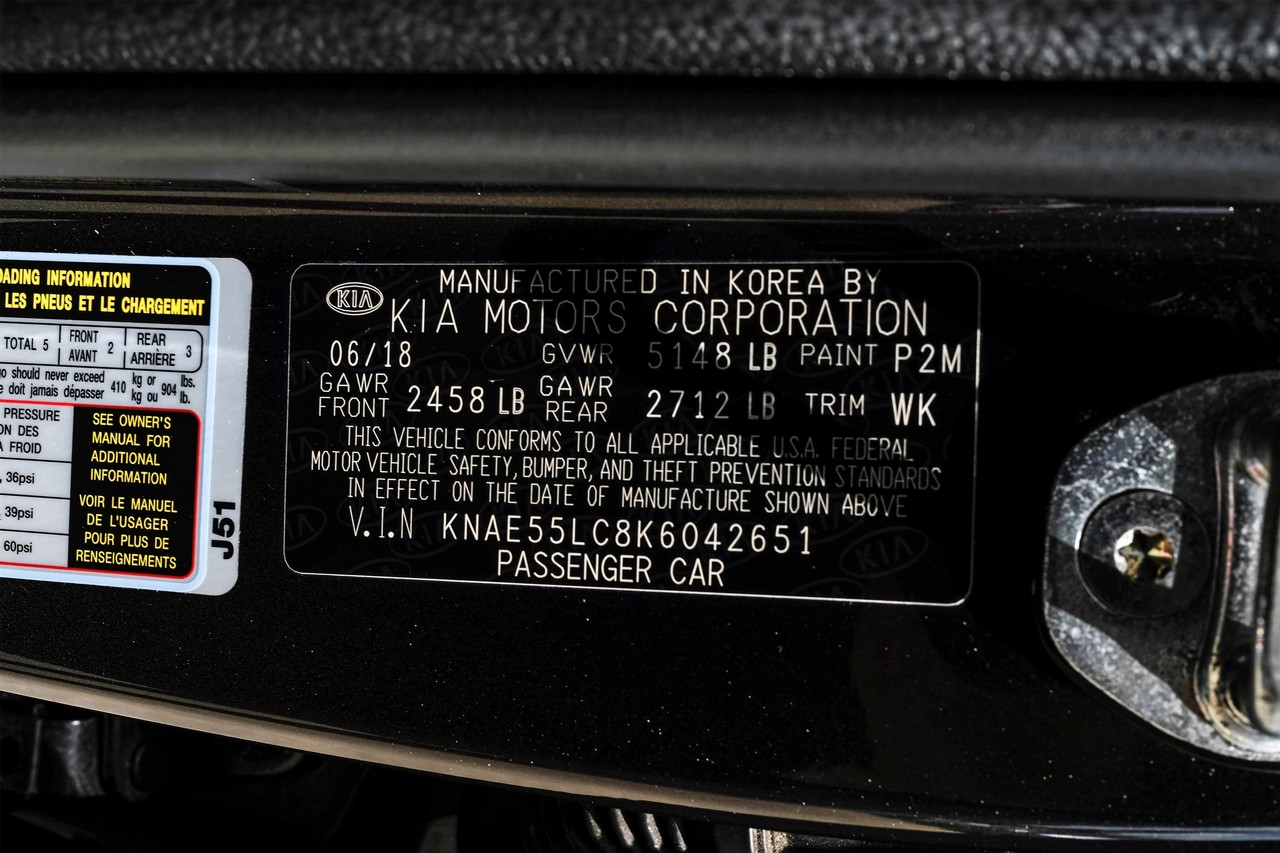 OADING INFORMATION
LES PNEUS ET LE CHARGEMENT
TOTAL 5 FRONT AVANT 2 REAR ARRIÈRE 3
go should never exceed
e doit jamais dépasser 410 kg or kg ou 904 lbs. lb.
PRESSURE
ON DES
A FROID
, 36psi
, 39psi
60psi
SEE OWNER'S
MANUAL FOR
ADDITIONAL
INFORMATION
VOIR LE MANUEL
DE L'USAGER
POUR PLUS DE
RENSEIGNEMENTS
J51
MANUFACTURED IN KOREA BY
KIA KIA MOTORS CORPORATION
06/18 GVWR 5148 LB PAINT P2M
GAWR FRONT 2458 LB GAWR REAR 2712 LB TRIM WK
THIS VEHICLE CONFORMS TO ALL APPLICABLE U.S.A. FEDERAL
MOTOR VEHICLE SAFETY, BUMPER, AND THEFT PREVENTION STANDARDS
IN EFFECT ON THE DATE OF MANUFACTURE SHOWN ABOVE
V.I.N KNAE55LC8K6042651
PASSENGER CAR